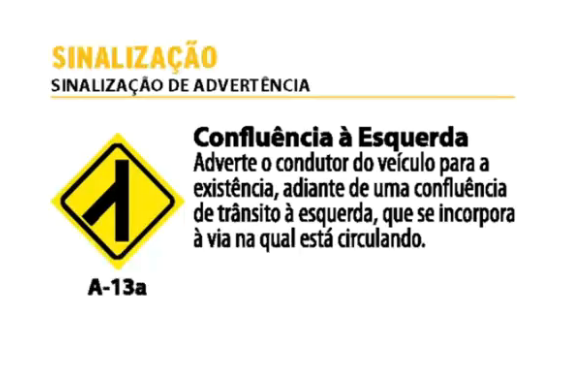 SINALIZAÇÃO
SINALIZAÇÃO DE ADVERTÊNCIA
Confluência à Esquerda
Adverte o condutor do veículo para a
existência, adiante de uma confluência
de trânsito à esquerda, que se incorpora
à via na qual está circulando.
A-13a